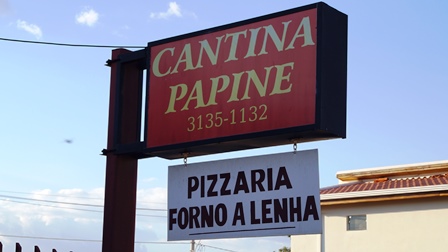 CANTINA
PAPINE
3135-1132
PIZZARIA
FORNO A LENHA